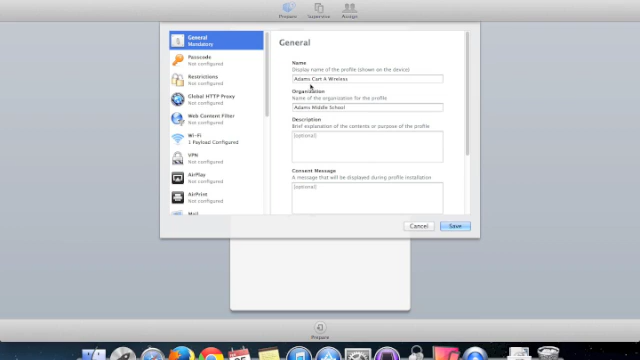 Prepare
Supervise
Assign
General
Mandatory
Passcode
Not configured
Restrictions
Not configured
Global HTTP Proxy
Not configured
Web Content Filter
Not configured
Wi-Fi
1 Payload Configured
VPN
Not configured
AirPlay
Not configured
AirPrint
Not configured
Mail
General
Name
Display name of the profile (shown on the device)
Adams Cart A Wireless
Organization
Name of the organization for the profile
Adams Middle School
Description
Brief explanation of the contents or purpose of the profile
[optional]
Consent Message
A message that will be displayed during profile installation
[optional]
Cancel
Save
Prepare